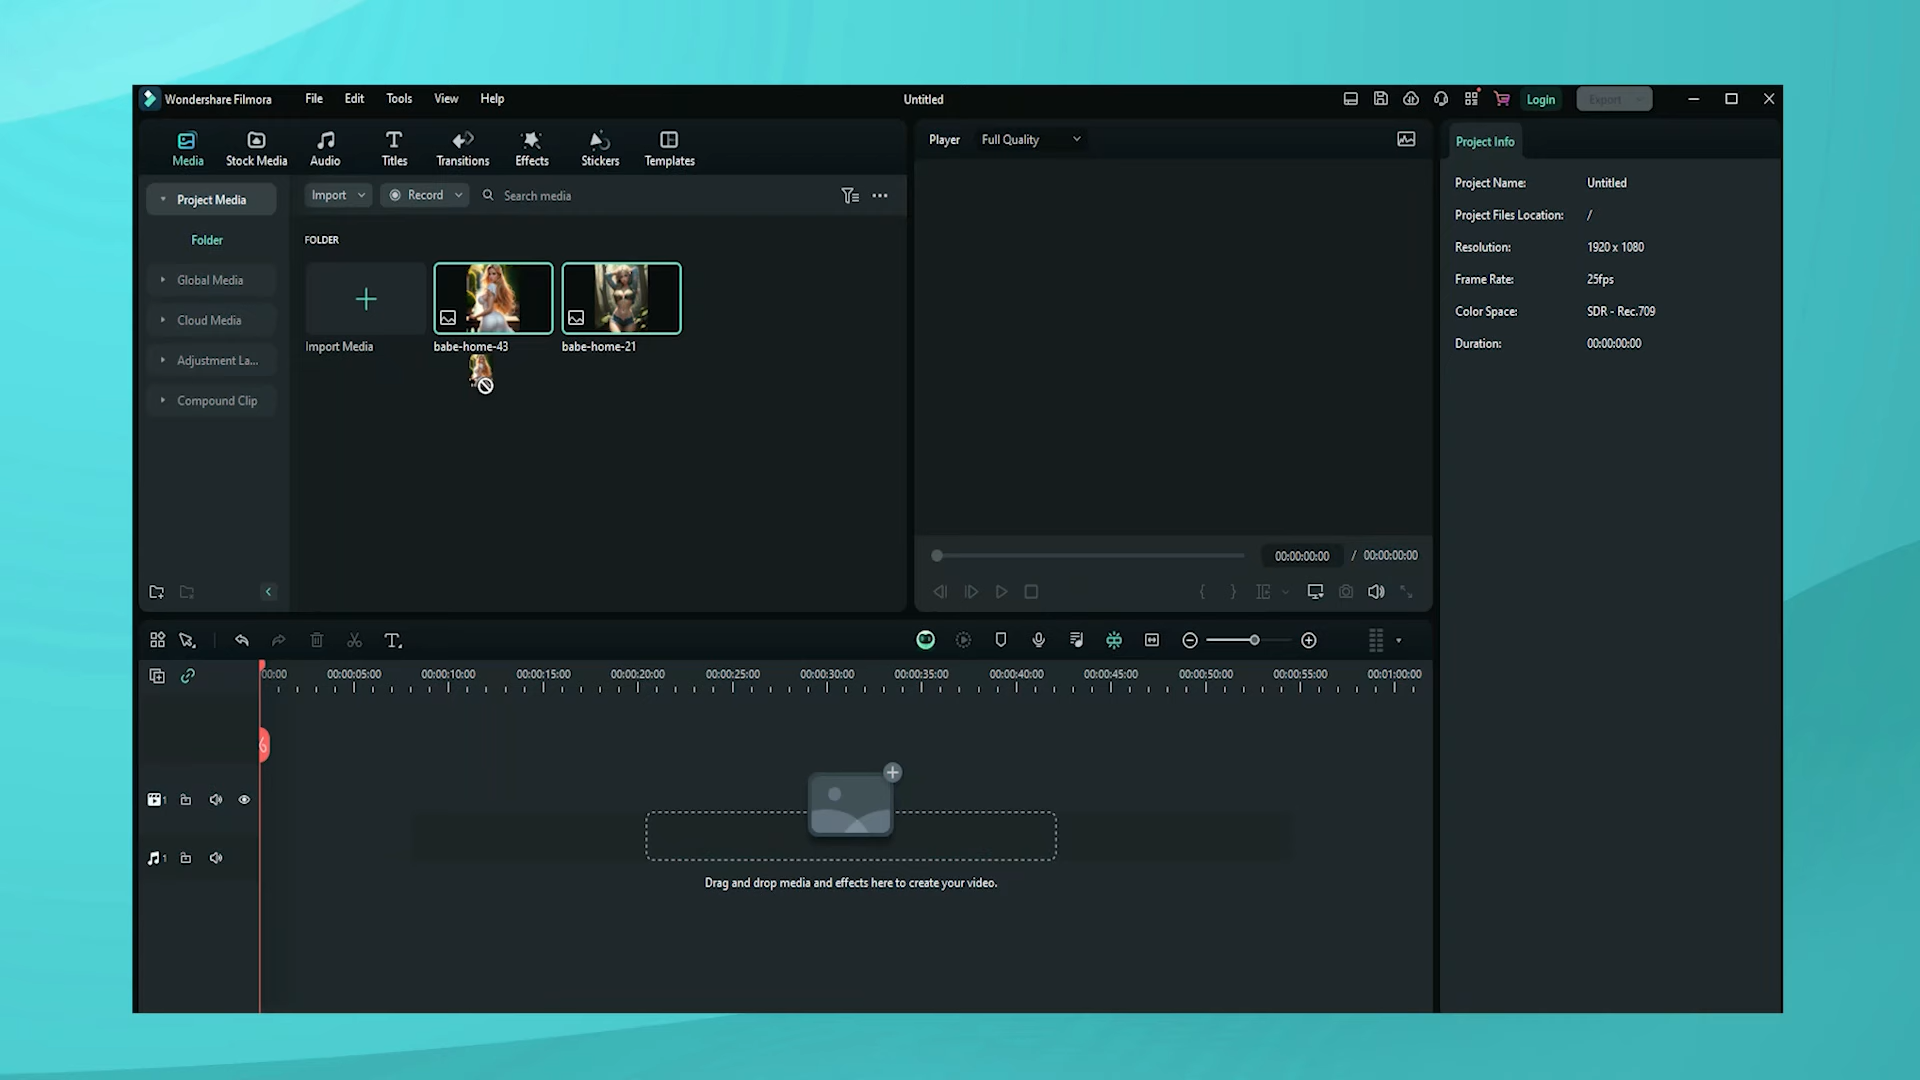 Wondershare Filmora File Edit Tools View Help Untitled Login Export
Media Stock Media Audio Titles Transitions Effects Stickers Templates
Player Full Quality
Project Info
Project Media
Folder
Global Media
Cloud Media
Adjustment La...
Compound Clip
Import Record Search media
FOLDER
Import Media babe-home-43 babe-home-21
00:00:00:00 / 00:00:00:00
{ }
Project Name: Untitled
Project Files Location: /
Resolution: 1920 x 1080
Frame Rate: 25fps
Color Space: SDR - Rec.709
Duration: 00:00:00:00
:00:00 00:00:05:00 00:00:10:00 00:00:15:00 00:00:20:00 00:00:25:00 00:00:30:00 00:00:35:00 00:00:40:00 00:00:45:00 00:00:50:00 00:00:55:00 00:01:00:00
1
1
Drag and drop media and effects here to create your video.